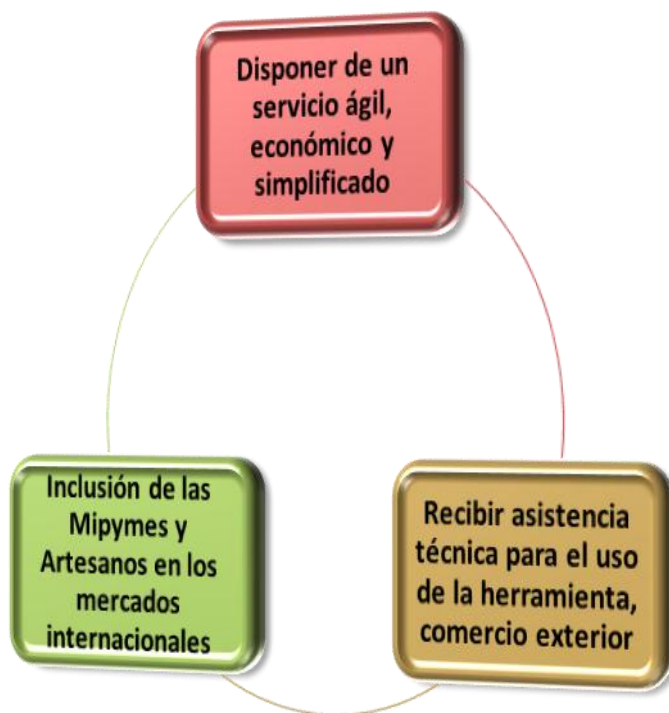 Disponer de un
servicio ágil,
económico y
simplificado
Inclusión de las
Mipymes y
Artesanos en los
mercados
internacionales
Recibir asistencia
técnica para el uso
de la herramienta,
comercio exterior